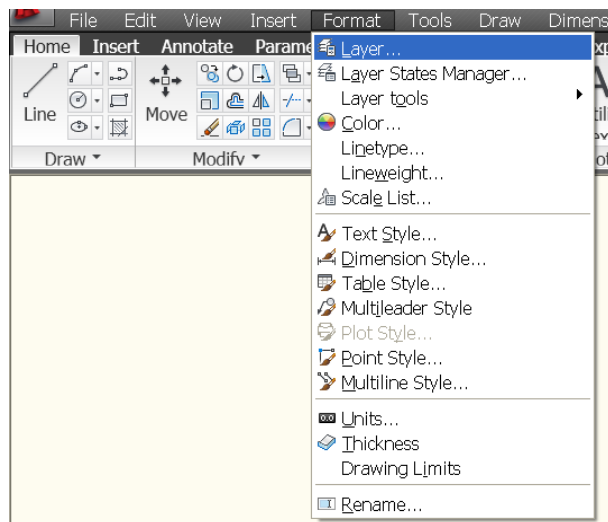 File Edit View Insert Format Tools Draw Dimens
Home Insert Annotate Parame
Line Move
Draw Modify
Layer...
Layer States Manager...
Layer tools
Color...
Linetype...
Lineweight...
Scale List...
Text Style...
Dimension Style...
Table Style...
Multileader Style
Plot Style...
Point Style...
Multiline Style...
Units...
Thickness
Drawing Limits
Rename...